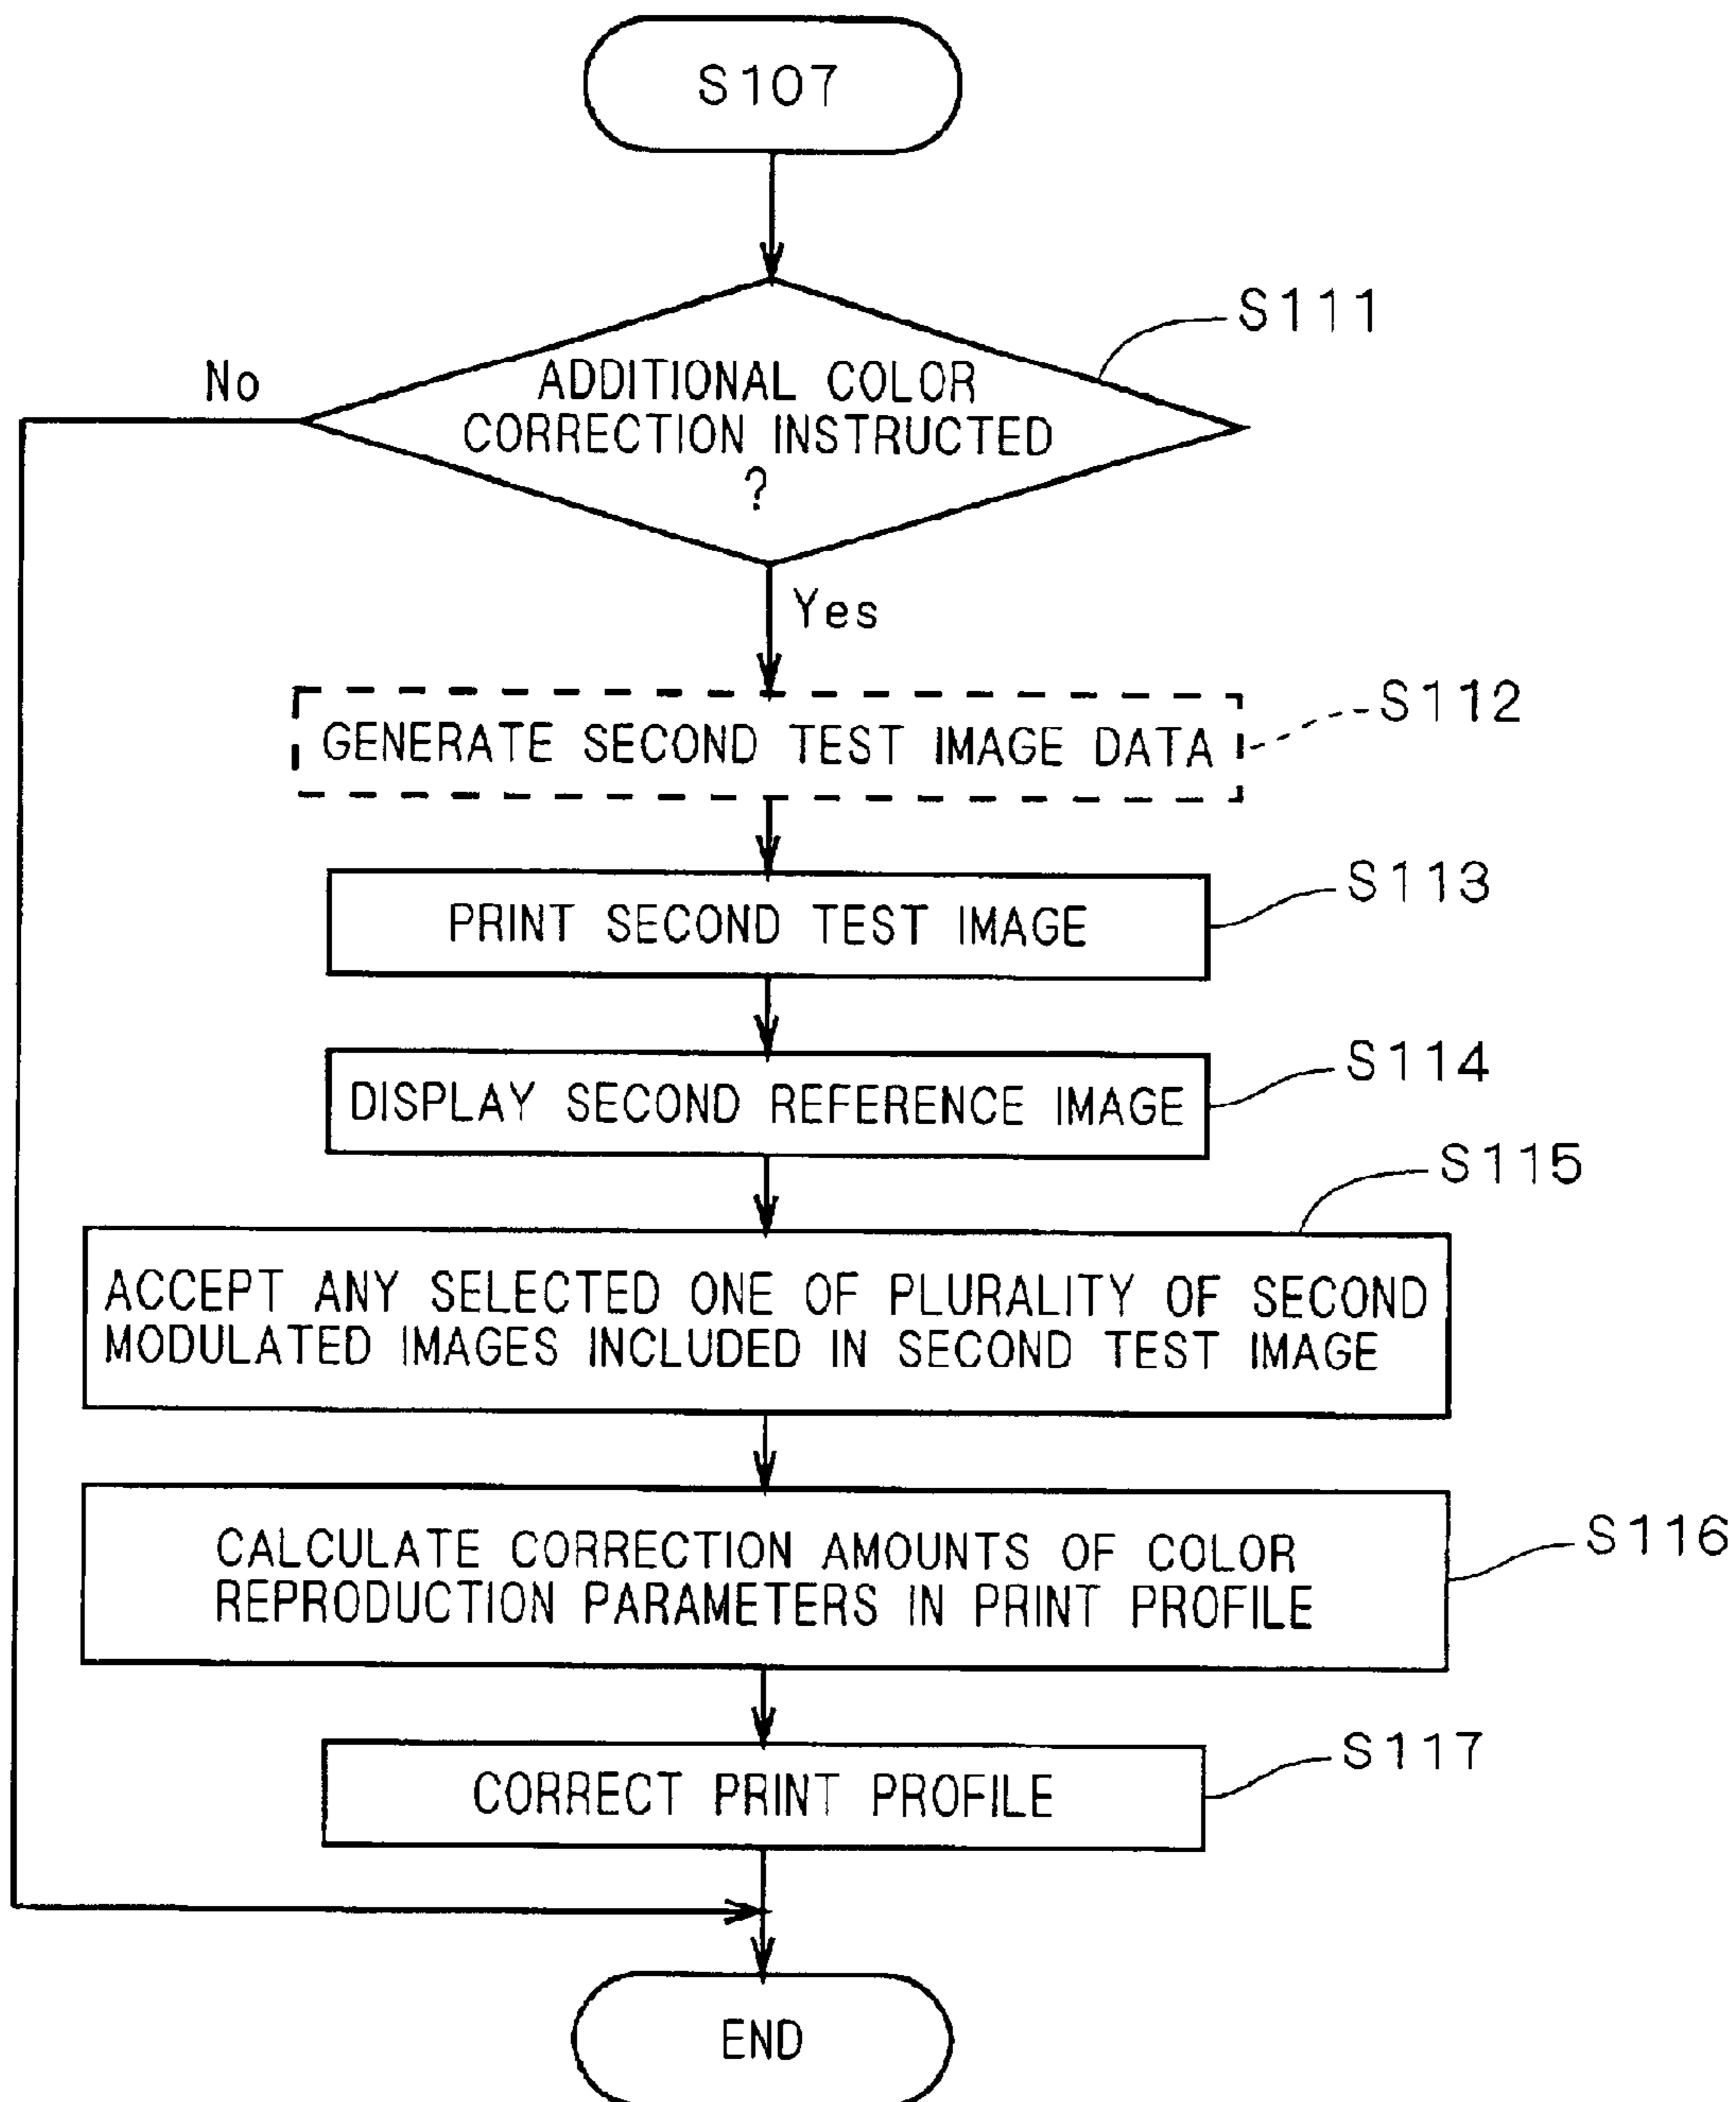 S107
S111
No
ADDITIONAL COLOR
CORRECTION INSTRUCTED
?
Yes
S112
GENERATE SECOND TEST IMAGE DATA
S113
PRINT SECOND TEST IMAGE
S114
DISPLAY SECOND REFERENCE IMAGE
S115
ACCEPT ANY SELECTED ONE OF PLURALITY OF SECOND
MODULATED IMAGES INCLUDED IN SECOND TEST IMAGE
S116
CALCULATE CORRECTION AMOUNTS OF COLOR
REPRODUCTION PARAMETERS IN PRINT PROFILE
S117
CORRECT PRINT PROFILE
END